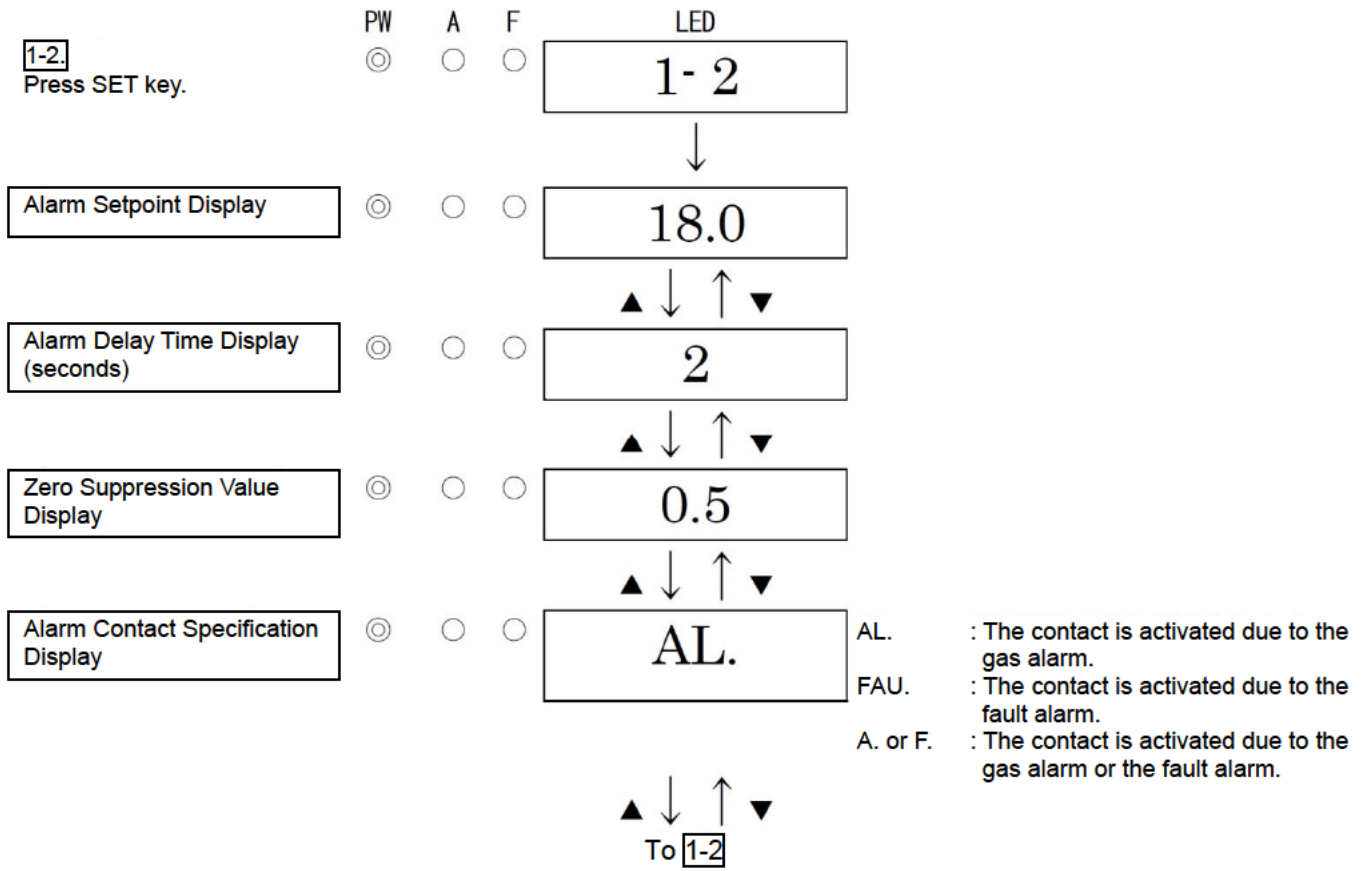 PW A F LED
1-2.
Press SET key.
1- 2
↓
Alarm Setpoint Display
18.0
▲ ↓ ↑ ▼
Alarm Delay Time Display
(seconds)
2
▲ ↓ ↑ ▼
Zero Suppression Value
Display
0.5
▲ ↓ ↑ ▼
Alarm Contact Specification
Display
AL.
AL. : The contact is activated due to the
gas alarm.
FAU. : The contact is activated due to the
fault alarm.
A. or F. : The contact is activated due to the
gas alarm or the fault alarm.
▲ ↓ ↑ ▼
To 1-2